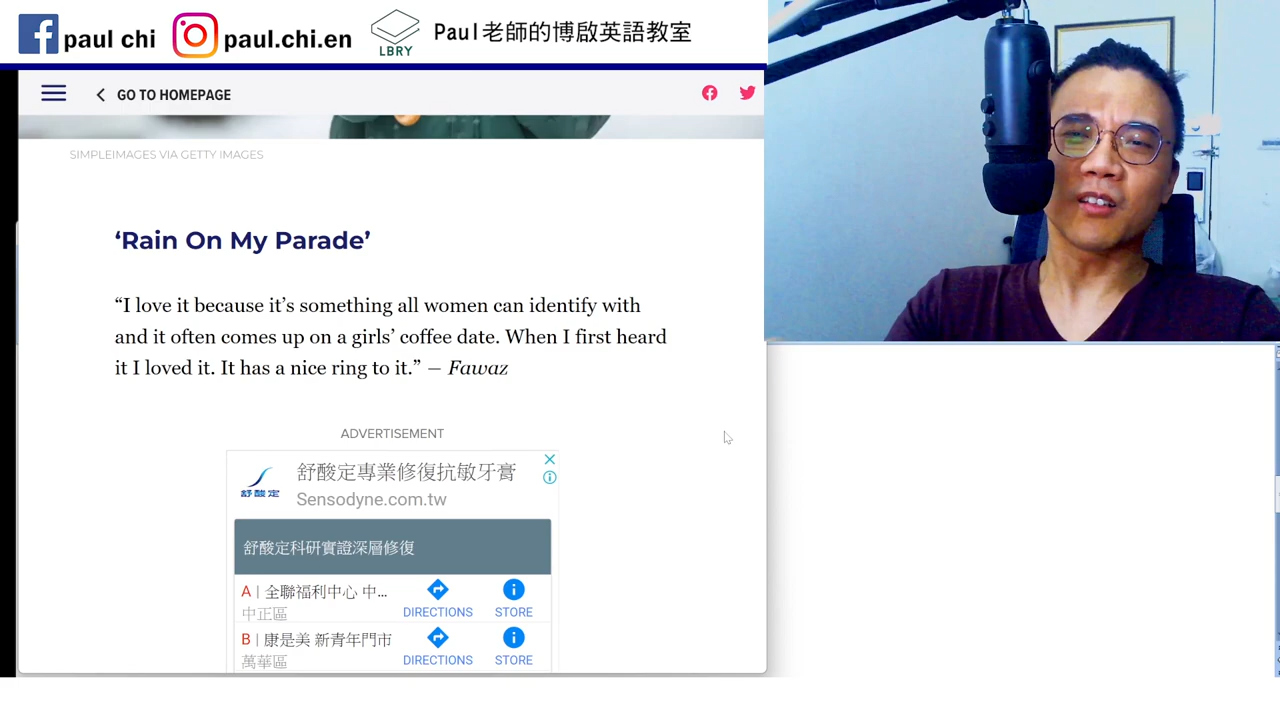 paul chi
paul.chi.en
LBRY
Paul老師的博啟英語教室
GO TO HOMEPAGE
SIMPLEIMAGES VIA GETTY IMAGES
‘Rain On My Parade’
“I love it because it’s something all women can identify with
and it often comes up on a girls’ coffee date. When I first heard
it I loved it. It has a nice ring to it.” — Fawaz
ADVERTISEMENT
舒酸定專業修復抗敏牙膏
舒酸定
Sensodyne.com.tw
舒酸定科研實證深層修復
A | 全聯福利中心 中...
中正區
DIRECTIONS
STORE
B | 康是美 新青年門市
萬華區
DIRECTIONS
STORE